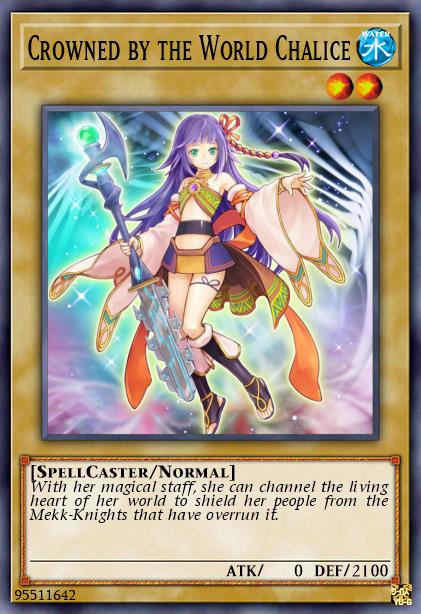 CROWNED BY THE WORLD CHALICE
WATER
水
[SPELLCASTER/NORMAL]
With her magical staff, she can channel the living
heart of her world to shield her people from the
Mekk-Knights that have overrun it.
ATK/ 0 DEF/2100
95511642